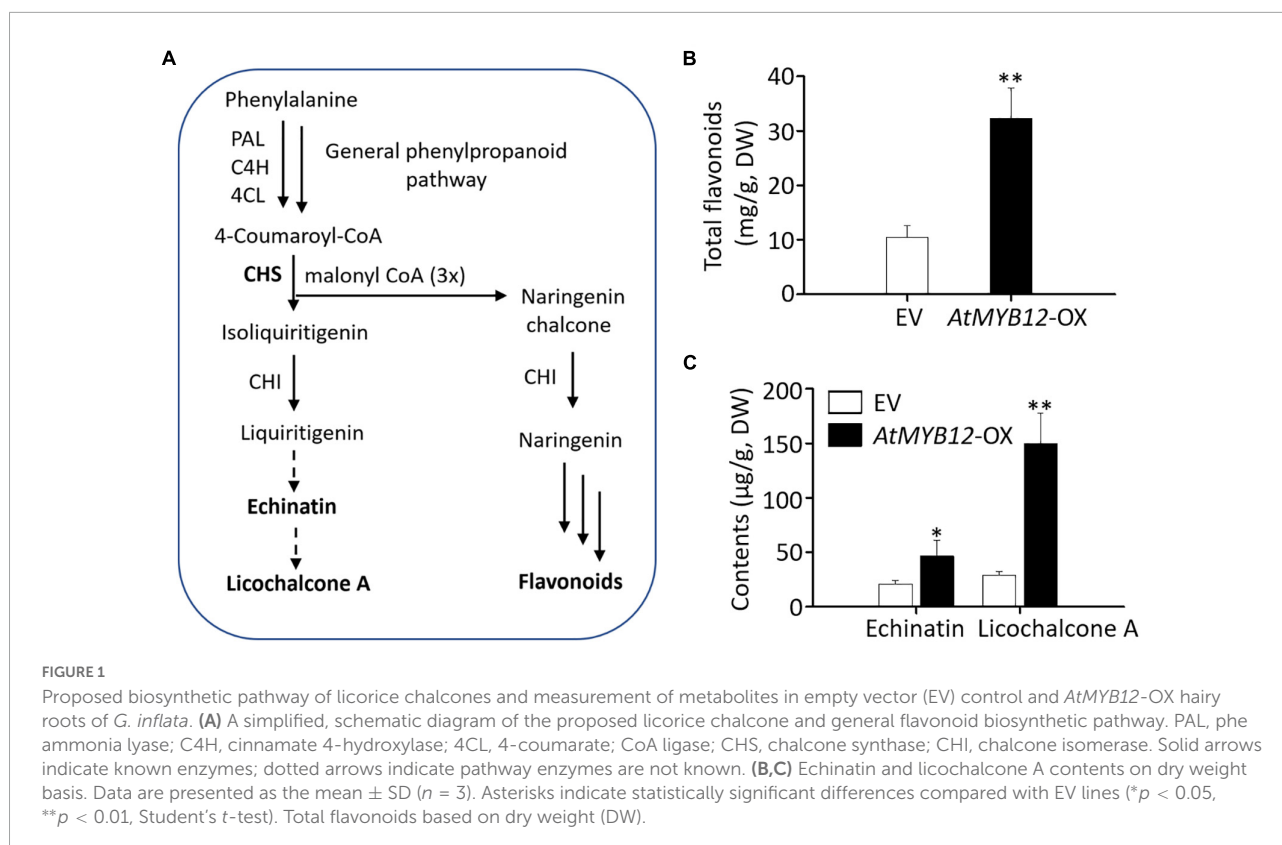 A
Phenylalanine
PAL
C4H
4CL
General phenylpropanoid
pathway
4-Coumaroyl-CoA
CHS
malonyl CoA (3x)
Isoliquiritigenin
Naringenin
chalcone
CHI
CHI
Liquiritigenin
Naringenin
Echinatin
Licochalcone A
Flavonoids
B
Total flavonoids
(mg/g, DW)
40
30
20
10
0
**
EV
AtMYB12-OX
C
Contents (µg/g, DW)
200
150
100
50
0
EV
AtMYB12-OX
*
**
Echinatin
Licochalcone A
FIGURE 1
Proposed biosynthetic pathway of licorice chalcones and measurement of metabolites in empty vector (EV) control and AtMYB12-OX hairy
roots of G. inflata. (A) A simplified, schematic diagram of the proposed licorice chalcone and general flavonoid biosynthetic pathway. PAL, phe
ammonia lyase; C4H, cinnamate 4-hydroxylase; 4CL, 4-coumarate; CoA ligase; CHS, chalcone synthase; CHI, chalcone isomerase. Solid arrows
indicate known enzymes; dotted arrows indicate pathway enzymes are not known. (B,C) Echinatin and licochalcone A contents on dry weight
basis. Data are presented as the mean ± SD (n = 3). Asterisks indicate statistically significant differences compared with EV lines (*p < 0.05,
**p < 0.01, Student's t-test). Total flavonoids based on dry weight (DW).